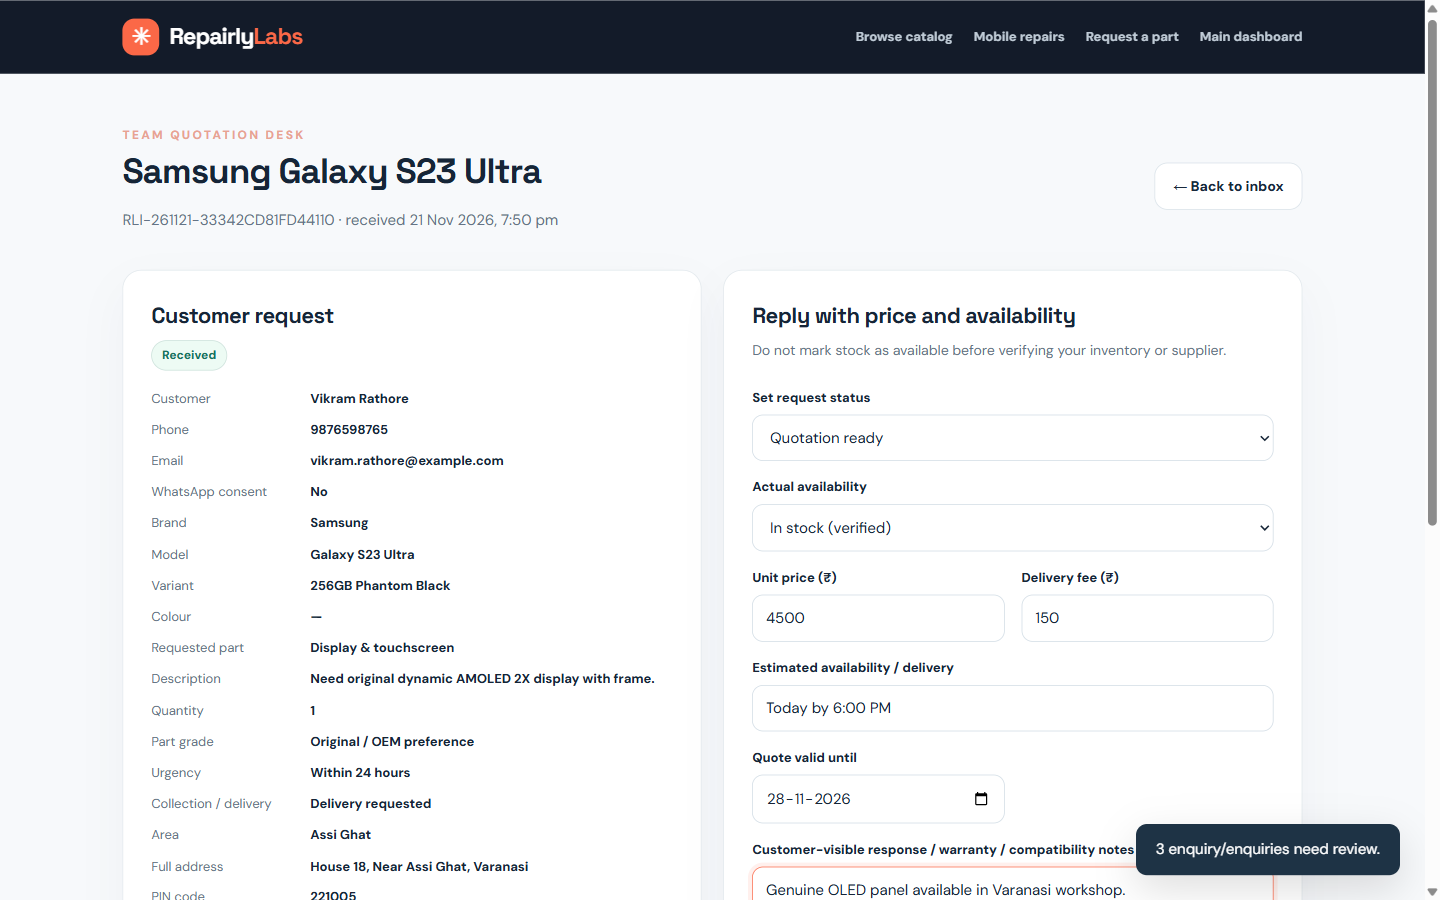 RepairlyLabs
Browse catalog
Mobile repairs
Request a part
Main dashboard
TEAM QUOTATION DESK
Samsung Galaxy S23 Ultra
RLI-261121-33342CD81FD44110 · received 21 Nov 2026, 7:50 pm
← Back to inbox
Customer request
Received
Customer Vikram Rathore
Phone 9876598765
Email vikram.rathore@example.com
WhatsApp consent No
Brand Samsung
Model Galaxy S23 Ultra
Variant 256GB Phantom Black
Colour —
Requested part Display & touchscreen
Description Need original dynamic AMOLED 2X display with frame.
Quantity 1
Part grade Original / OEM preference
Urgency Within 24 hours
Collection / delivery Delivery requested
Area Assi Ghat
Full address House 18, Near Assi Ghat, Varanasi
PIN code 221005
Reply with price and availability
Do not mark stock as available before verifying your inventory or supplier.
Set request status
Quotation ready
Actual availability
In stock (verified)
Unit price (₹) Delivery fee (₹)
4500 150
Estimated availability / delivery
Today by 6:00 PM
Quote valid until
28-11-2026
Customer-visible response / warranty / compatibility notes
Genuine OLED panel available in Varanasi workshop.
3 enquiry/enquiries need review.